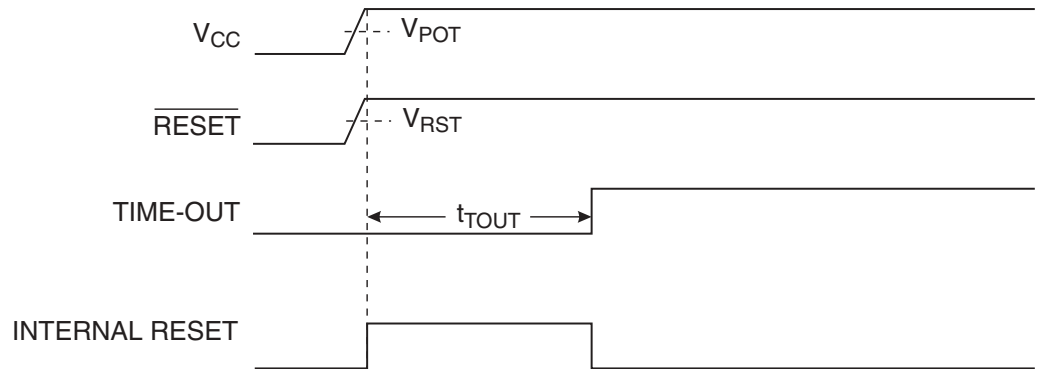 VCC
VPOT
RESET
VRST
TIME-OUT
tTOUT
INTERNAL RESET